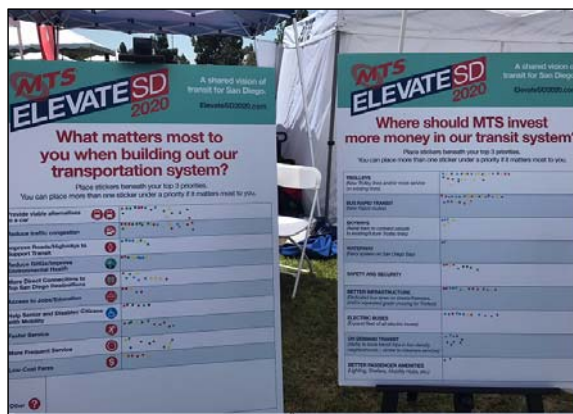 MTS
ELEVATE SD
2020
A shared vision of
transit for San Diego.
ElevateSD2020.com
What matters most to
you when building out our
transportation system?
Place stickers beneath your top 3 priorities.
You can place more than one sticker under a priority if it matters most to you.
Provide viable alternatives
to a car
Reduce traffic congestion
Improve Roads/Highways to
Support Transit
Reduce GHGs/Improve
Environmental Health
More Direct Connections to
Top San Diego Destinations
Access to Jobs/Education
Help Senior and Disabled Citizens
with Mobility
Faster Service
More Frequent Service
Low-Cost Fares
Other
MTS
ELEVATE SD
2020
A shared vision of
transit for San Diego.
ElevateSD2020.com
Where should MTS invest
more money in our transit system?
Place stickers beneath your top 3 priorities.
You can place more than one sticker under a priority if it matters most to you.
TROLLEYS
BUS RAPID TRANSIT
SKYWAYS
WATERWAYS
SAFETY AND SECURITY
BETTER INFRASTRUCTURE
ELECTRIC BUSES
ON DEMAND TRANSIT
BETTER PASSENGER AMENITIES